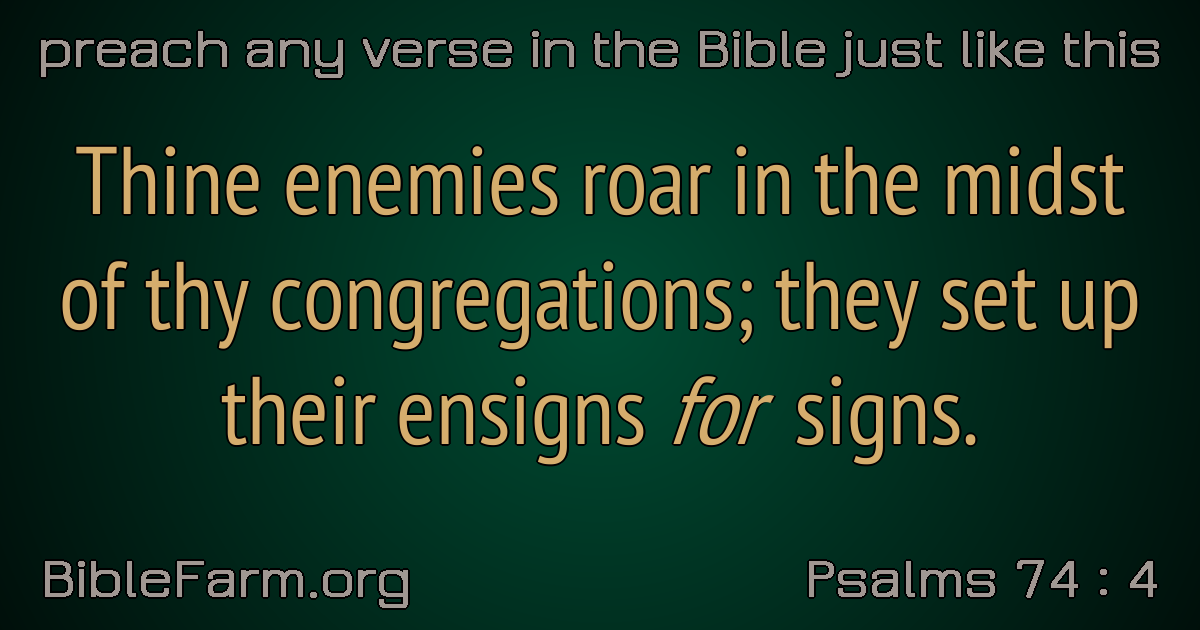 preach any verse in the Bible just like this
Thine enemies roar in the midst
of thy congregations; they set up
their ensigns for signs.
BibleFarm.org
Psalms 74 : 4